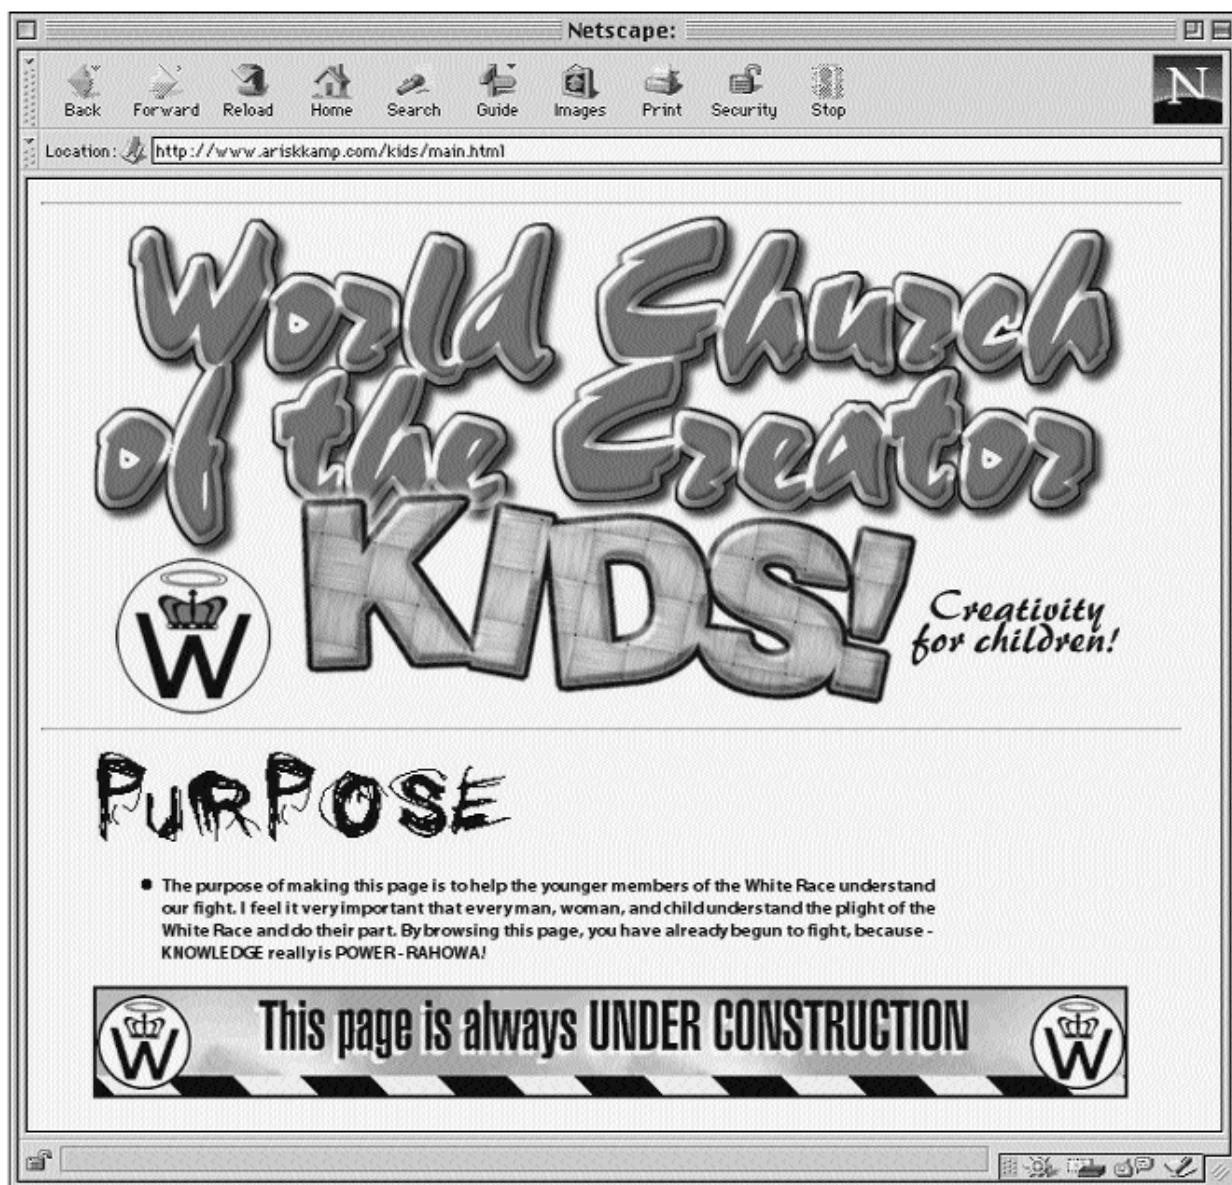 Netscape:
Back Forward Reload Home Search Guide Images Print Security Stop
N
Location: http://www.ariskkamp.com/kids/main.html
World Church
of the Creator
KIDS!
W
Creativity
for children!
PURPOSE
The purpose of making this page is to help the younger members of the White Race understand
our fight. I feel it very important that every man, woman, and child understand the plight of the
White Race and do their part. By browsing this page, you have already begun to fight, because -
KNOWLEDGE really is POWER - RAHOWA!
W This page is always UNDER CONSTRUCTION W